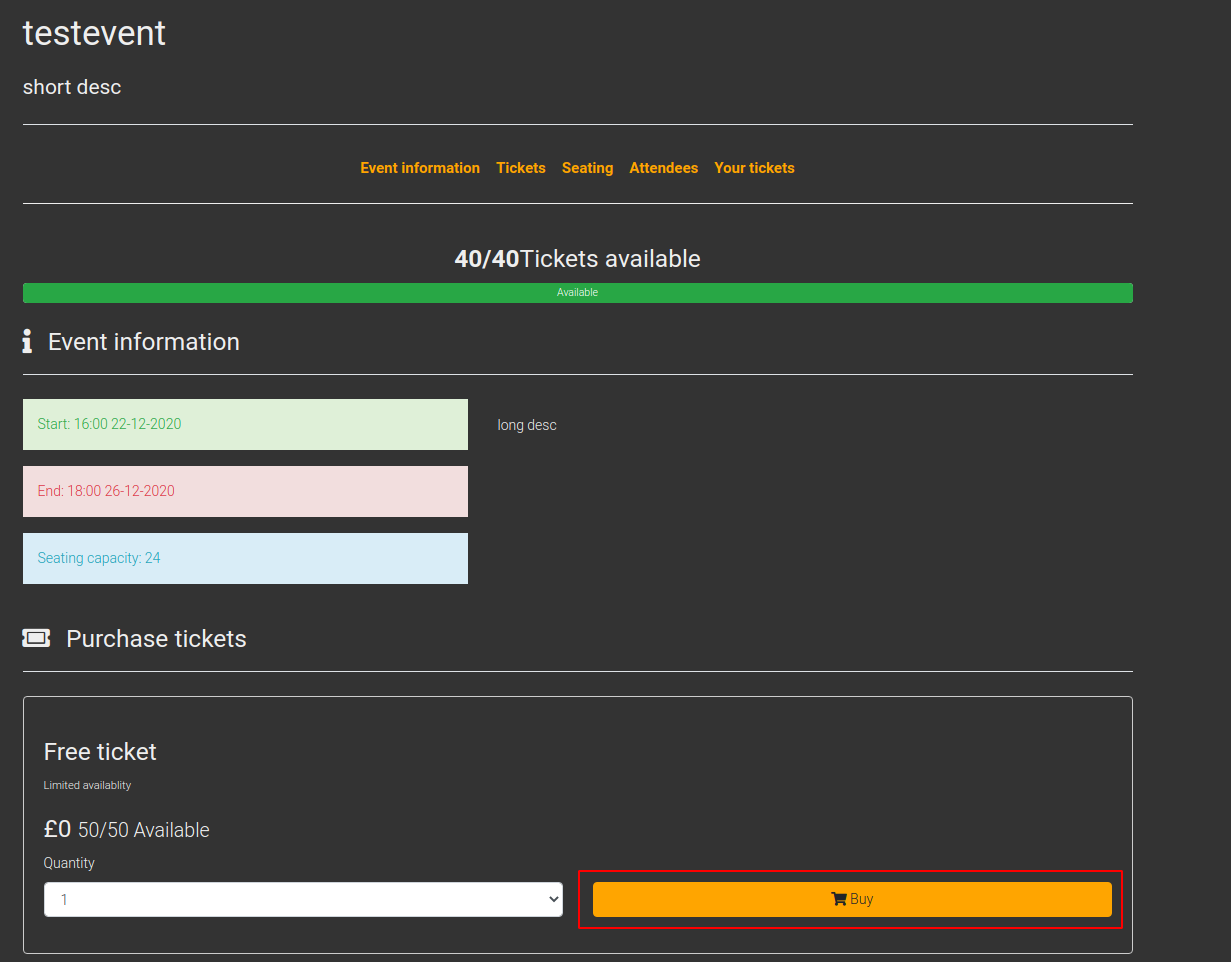 testevent
short desc
Event information Tickets Seating Attendees Your tickets
40/40Tickets available
Available
Event information
Start: 16:00 22-12-2020
long desc
End: 18:00 26-12-2020
Seating capacity: 24
Purchase tickets
Free ticket
Limited availablity
£0 50/50 Available
Quantity
1
Buy